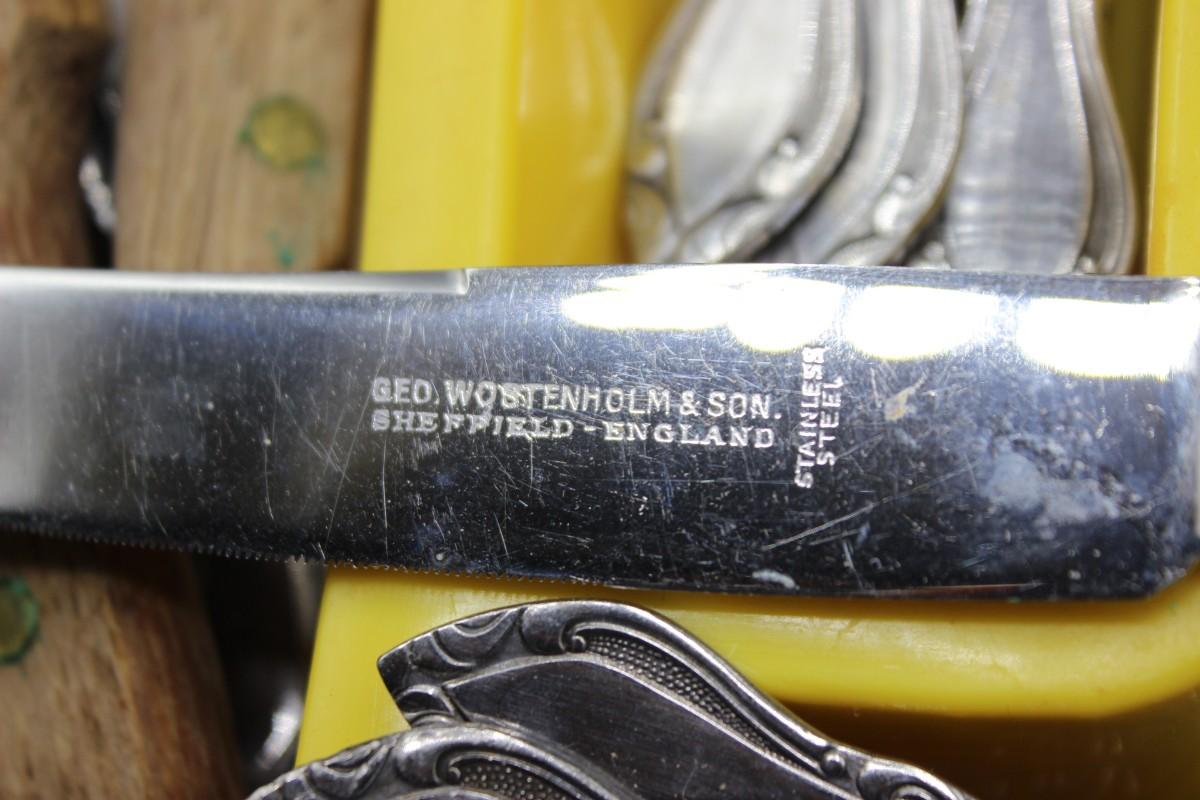 GEO. WOSTENHOLM & SON.
SHEFFIELD - ENGLAND
STAINLESS
STEEL